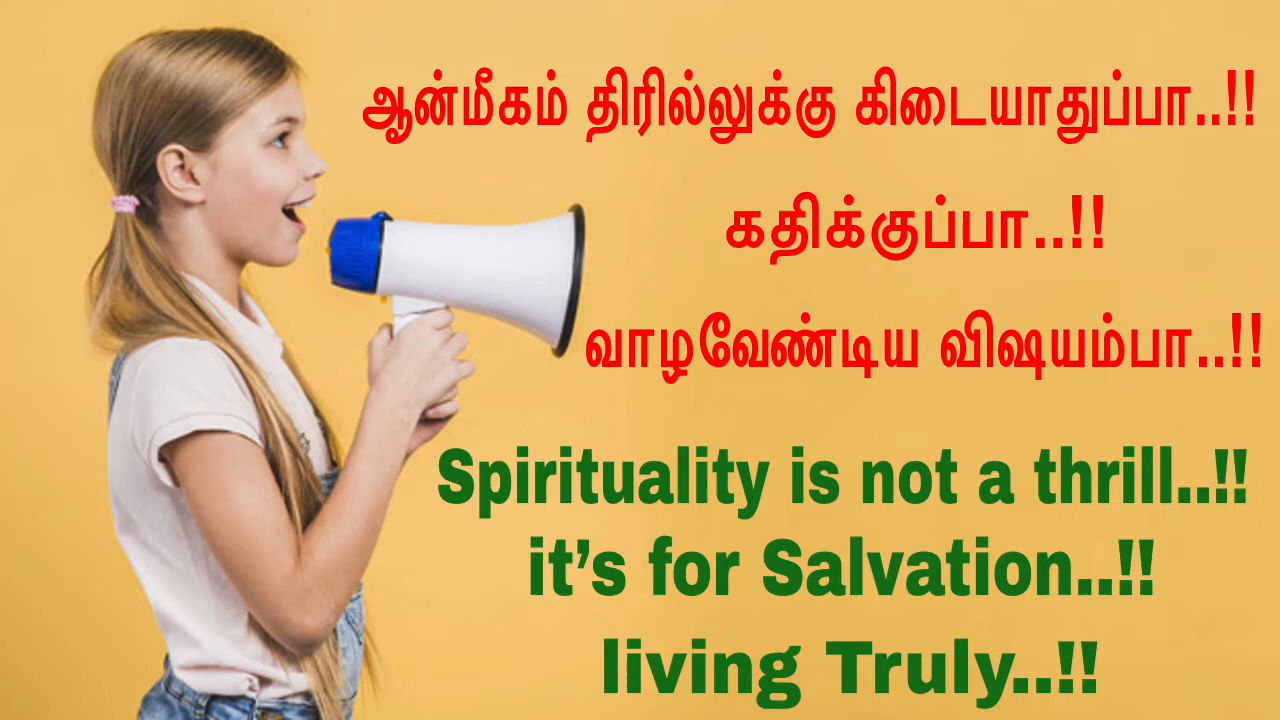 ஆன்மீகம் திரில்லுக்கு கிடையாதுப்பா..!!
கதிக்குப்பா..!!
வாழவேண்டிய விஷயம்பா..!!
Spirituality is not a thrill..!!
it’s for Salvation..!!
living Truly..!!